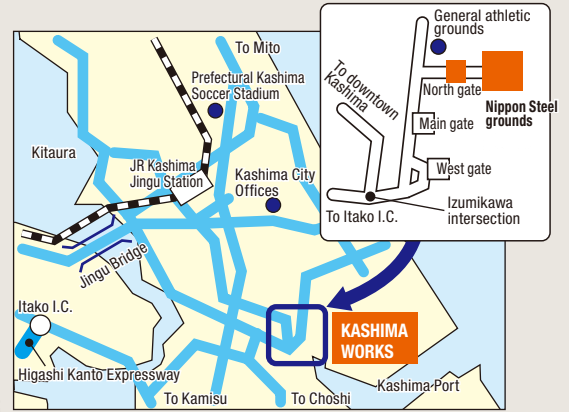 To Mito
Prefectural Kashima
Soccer Stadium
Kitaura
JR Kashima
Jingu Station
Kashima City
Offices
Jingu Bridge
Itako I.C.
Higashi Kanto Expressway
To Kamisu
To Choshi
KASHIMA
WORKS
Kashima Port
General athletic
grounds
To downtown
Kashima
North gate
Nippon Steel
grounds
Main gate
West gate
To Itako I.C.
Izumikawa
intersection